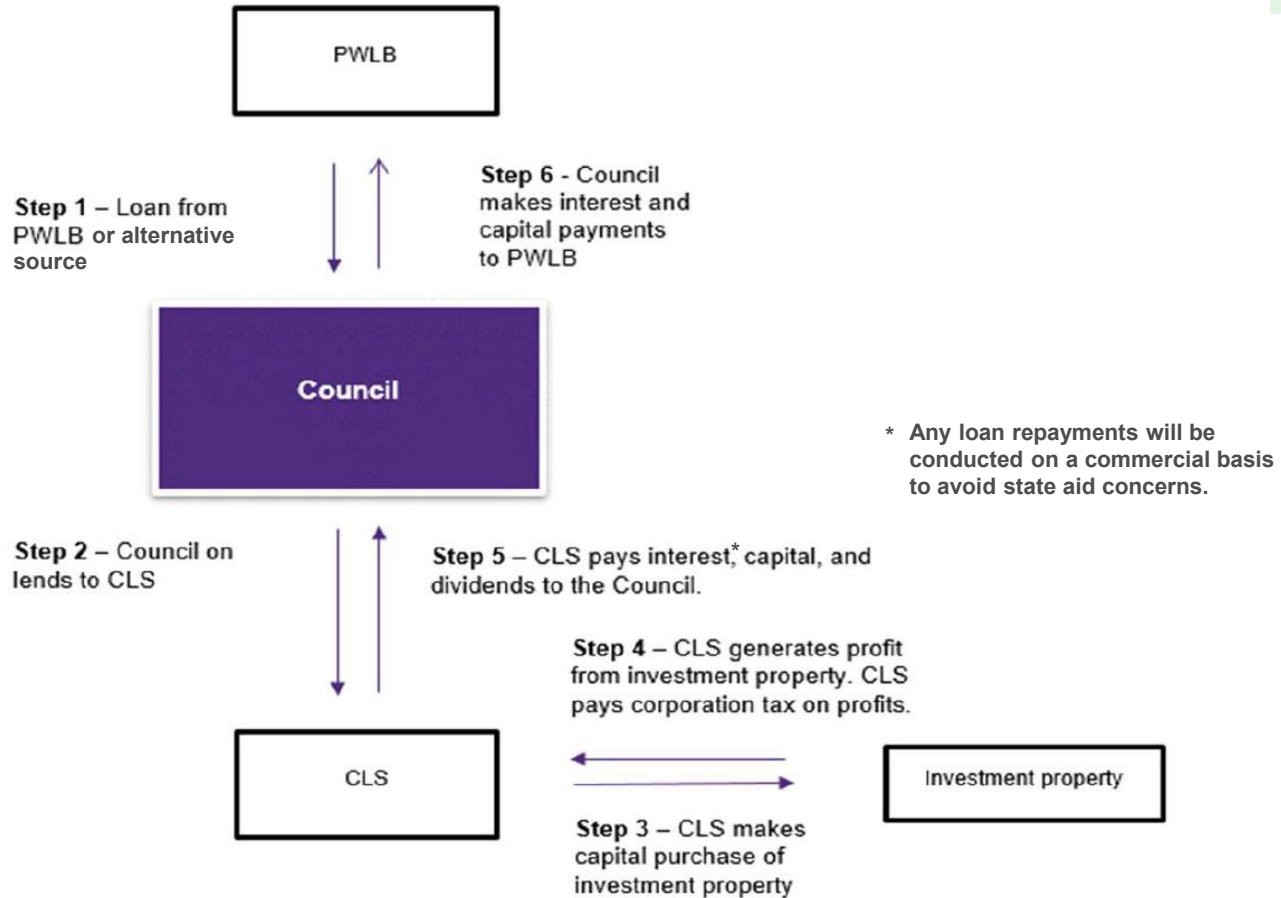 PWLB
Step 1 – Loan from
PWLB or alternative
source
Step 6 - Council
makes interest and
capital payments
to PWLB
Council
* Any loan repayments will be
conducted on a commercial basis
to avoid state aid concerns.
Step 2 – Council on
lends to CLS
Step 5 – CLS pays interest,* capital, and
dividends to the Council.
Step 4 – CLS generates profit
from investment property. CLS
pays corporation tax on profits.
CLS
Investment property
Step 3 – CLS makes
capital purchase of
investment property